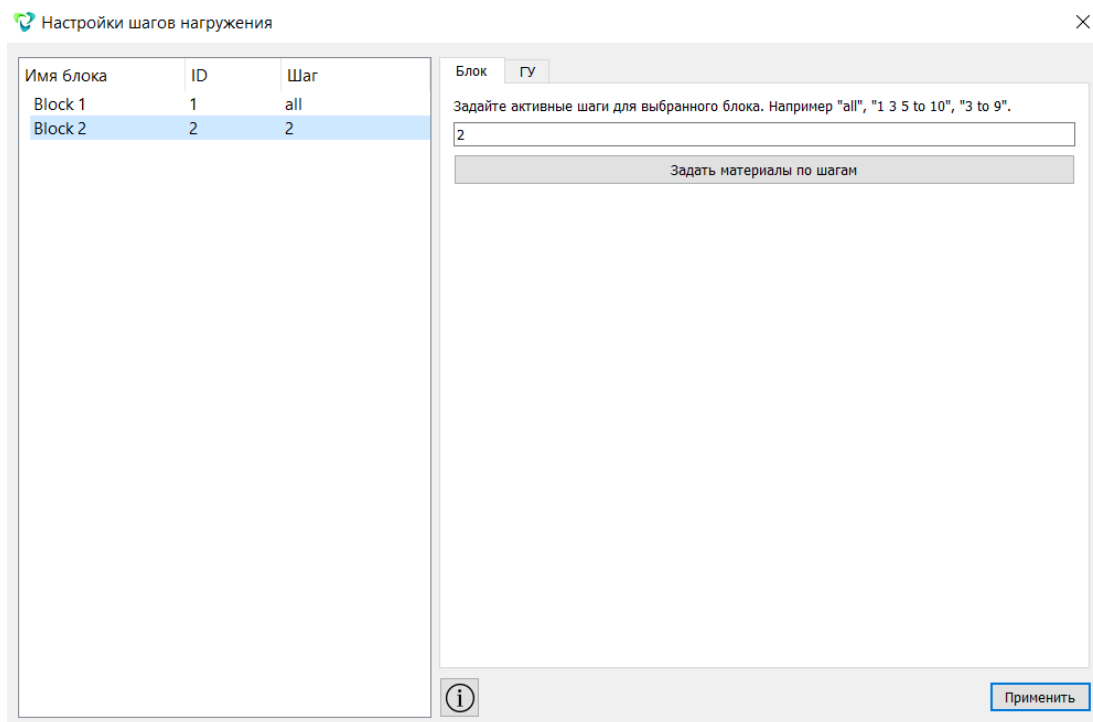 Настройки шагов нагружения
Имя блока ID Шаг
Block 1 1 all
Block 2 2 2
Блок ГУ
Задайте активные шаги для выбранного блока. Например "all", "1 3 5 to 10", "3 to 9".
2
Задать материалы по шагам
Применить